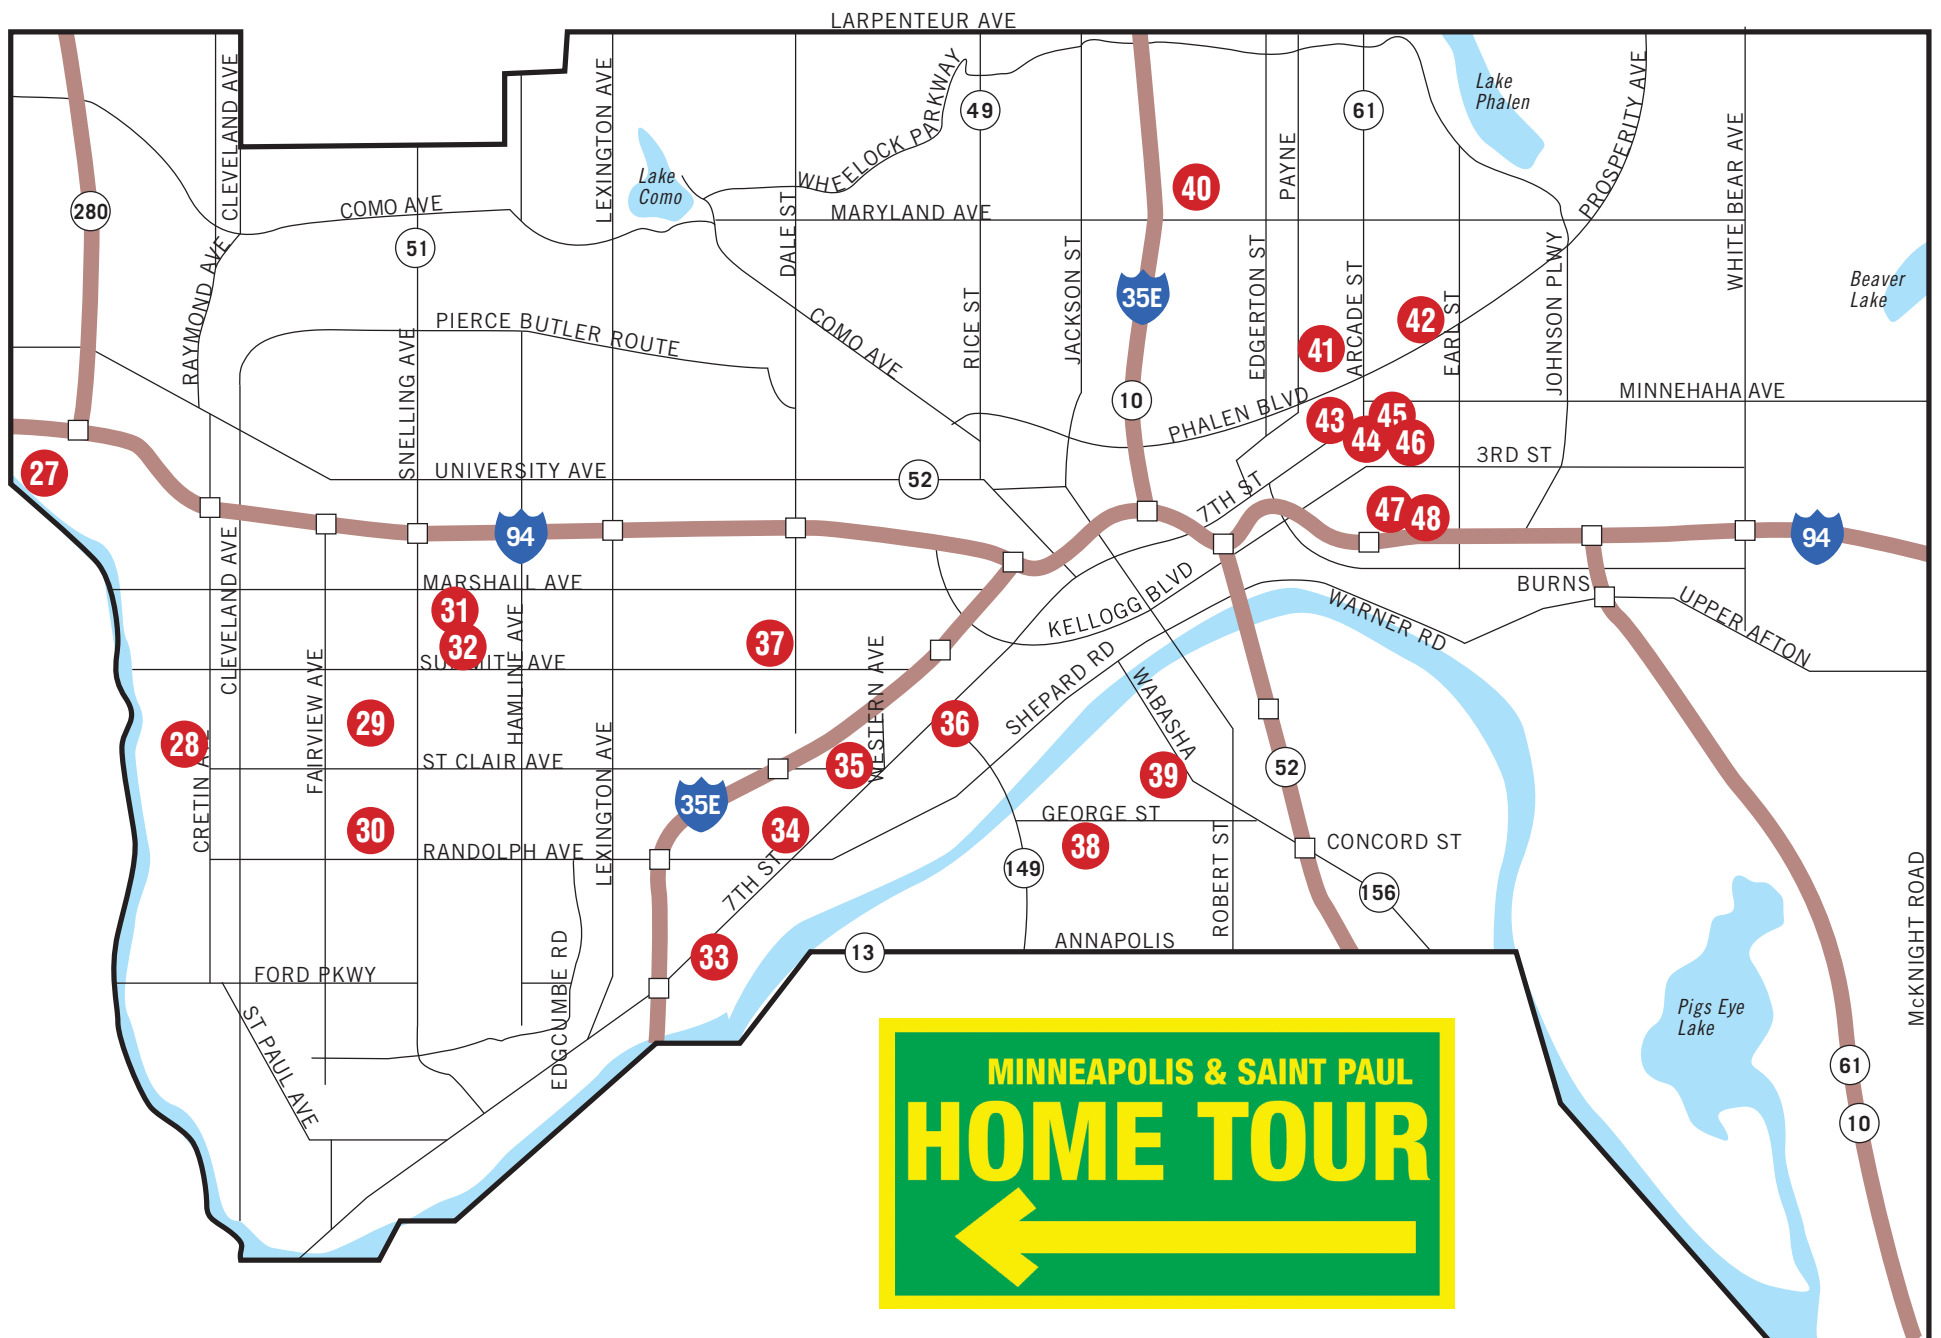 LARPENTEUR AVE
CLEVELAND AVE
LEXINGTON AVE
WHEELOCK PARKWAY
49
61
Lake
Phalen
PROSPERITY AVE
WHITE BEAR AVE
PAYNE
Lake
Como
40
280
COMO AVE
51
MARYLAND AVE
RAYMOND AVE
DALE ST
JACKSON ST
EDGERTON ST
ARCADE ST
JOHNSON PLWY
Beaver
Lake
35E
RICE ST
EARL ST
42
PIERCE BUTLER ROUTE
COMO AVE
41
SNELLING AVE
10
PHALEN BLVD
MINNEHAHA AVE
43
45
44
46
27
UNIVERSITY AVE
52
3RD ST
7TH ST
47
48
94
94
CLEVELAND AVE
MARSHALL AVE
KELLOGG BLVD
BURNS
UPPER AFTON
WARNER RD
31
32
HAMLINE AVE
37
SUMMIT AVE
WESTERN AVE
FAIRVIEW AVE
SHEPARD RD
WABASHA
29
36
28
CRETIN AVE
ST CLAIR AVE
35
39
52
LEXINGTON AVE
35E
30
34
GEORGE ST
38
CONCORD ST
RANDOLPH AVE
7TH ST
149
ROBERT ST
156
McKNIGHT ROAD
EDGCUMBE RD
33
13
ANNAPOLIS
FORD PKWY
ST PAUL AVE
Pigs Eye
Lake
61
10
MINNEAPOLIS & SAINT PAUL
HOME TOUR